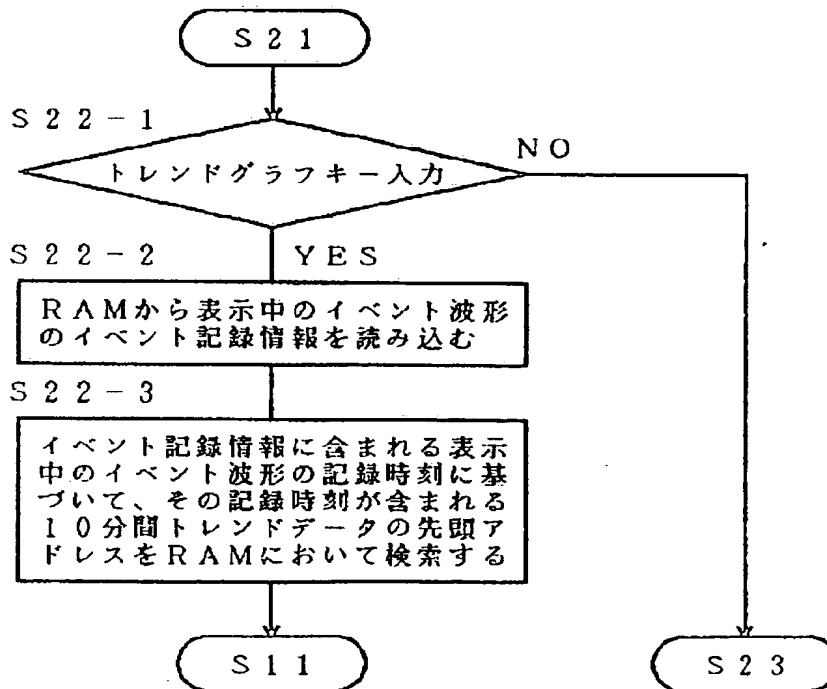 S21
S22-1
トレンドグラフキー入力
NO
S22-2
YES
RAMから表示中のイベント波形
のイベント記録情報を読み込む
S22-3
イベント記録情報に含まれる表示
中のイベント波形の記録時刻に基
づいて、その記録時刻が含まれる
10分間トレンドデータの先頭ア
ドレスをRAMにおいて検索する
S11
S23